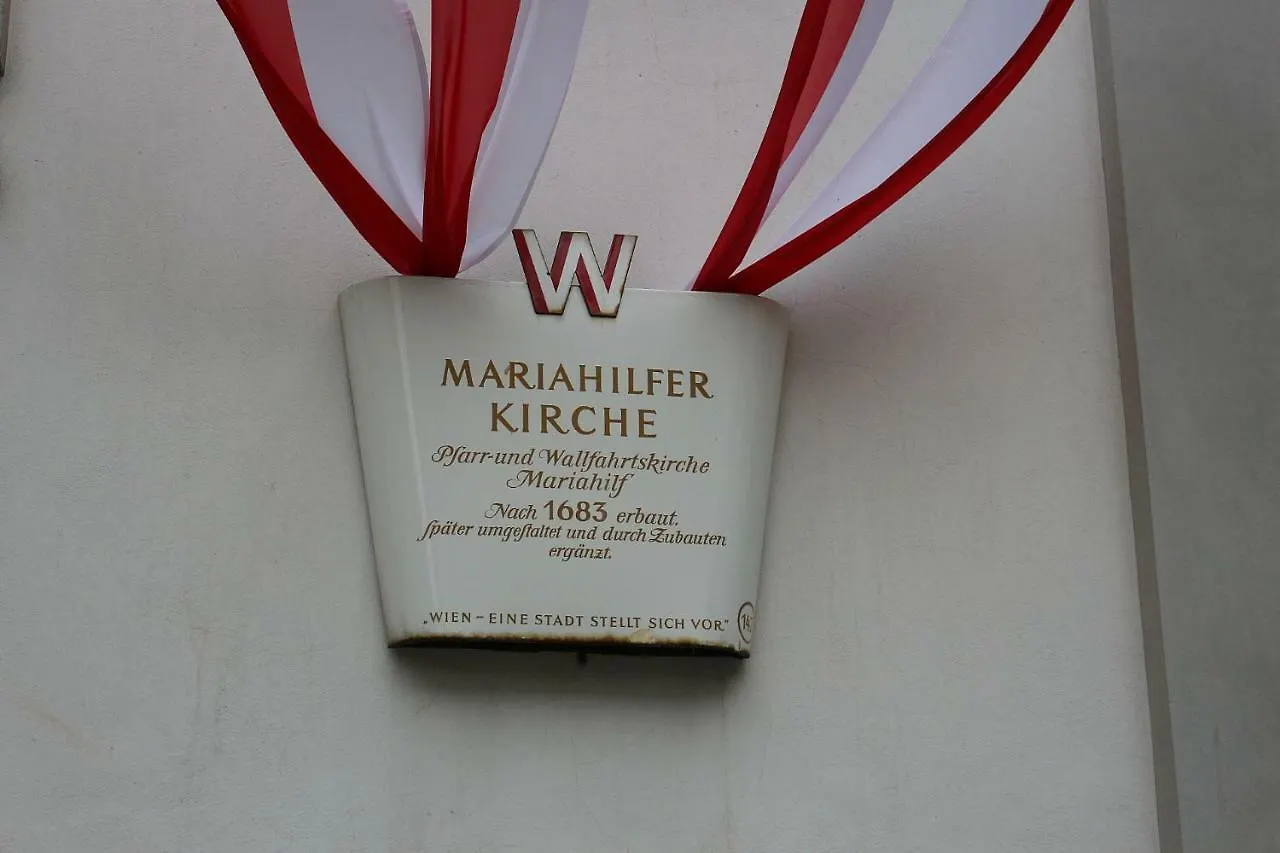 W
MARIAHILFER
KIRCHE
Pfarr- und Wallfahrtskirche
Mariahilf
Nach 1683 erbaut.
Später umgestaltet und durch Zubauten
ergänzt.
„WIEN – EINE STADT STELLT SICH VOR“